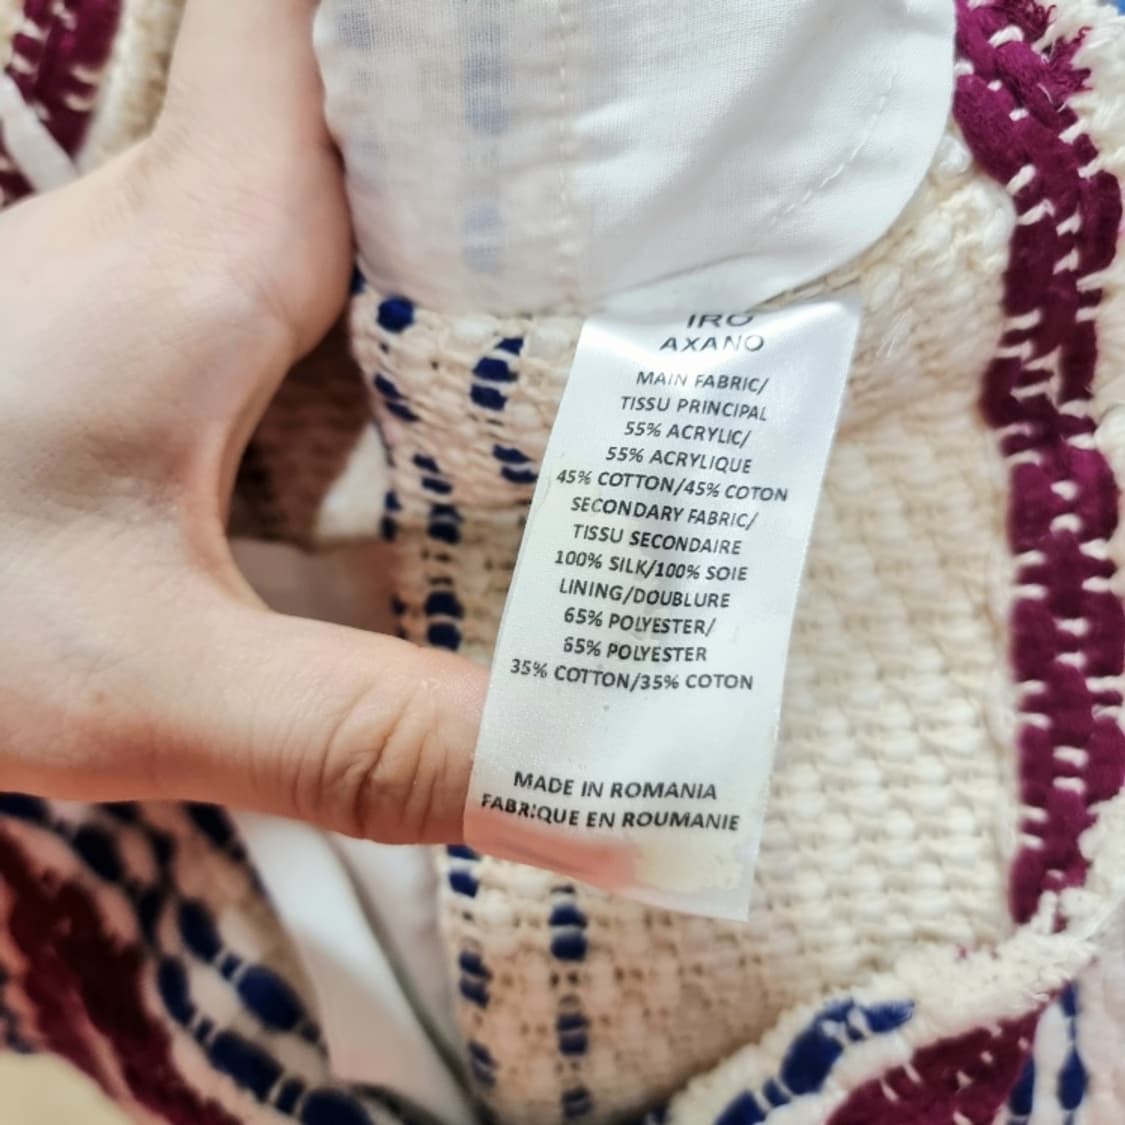 IRO
AXANO
MAIN FABRIC/
TISSU PRINCIPAL
55% ACRYLIC/
55% ACRYLIQUE
45% COTTON/45% COTON
SECONDARY FABRIC/
TISSU SECONDAIRE
100% SILK/100% SOIE
LINING/DOUBLURE
65% POLYESTER/
65% POLYESTER
35% COTTON/35% COTON
MADE IN ROMANIA
FABRIQUE EN ROUMANIE